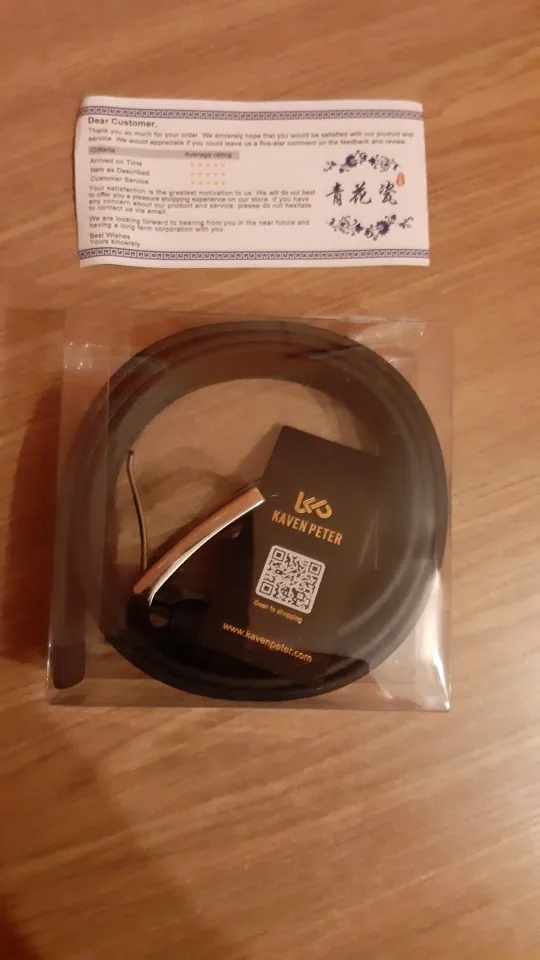 Dear Customer,
Thank you so much for your order. We sincerely hope that you would be satisfied with our product and
service. We would appreciate if you could leave us a five-star comment on the feedback and review
Criteria Average rating
Arrived on Time ★★★★★
Item as Described ★★★★★
Customer Service ★★★★★
Your satisfaction is the greatest motivation to us. We will do our best
to offer you a pleasure shopping experience on our store. If you have
any concern about our product and service, please do not hesitate
to contact us via email.
We are looking forward to hearing from you in the near future and
having a long term corporation with you
Best Wishes
Yours sincerely
青花瓷
KAVEN PETER
Scan to shopping
www.kavenpeter.com